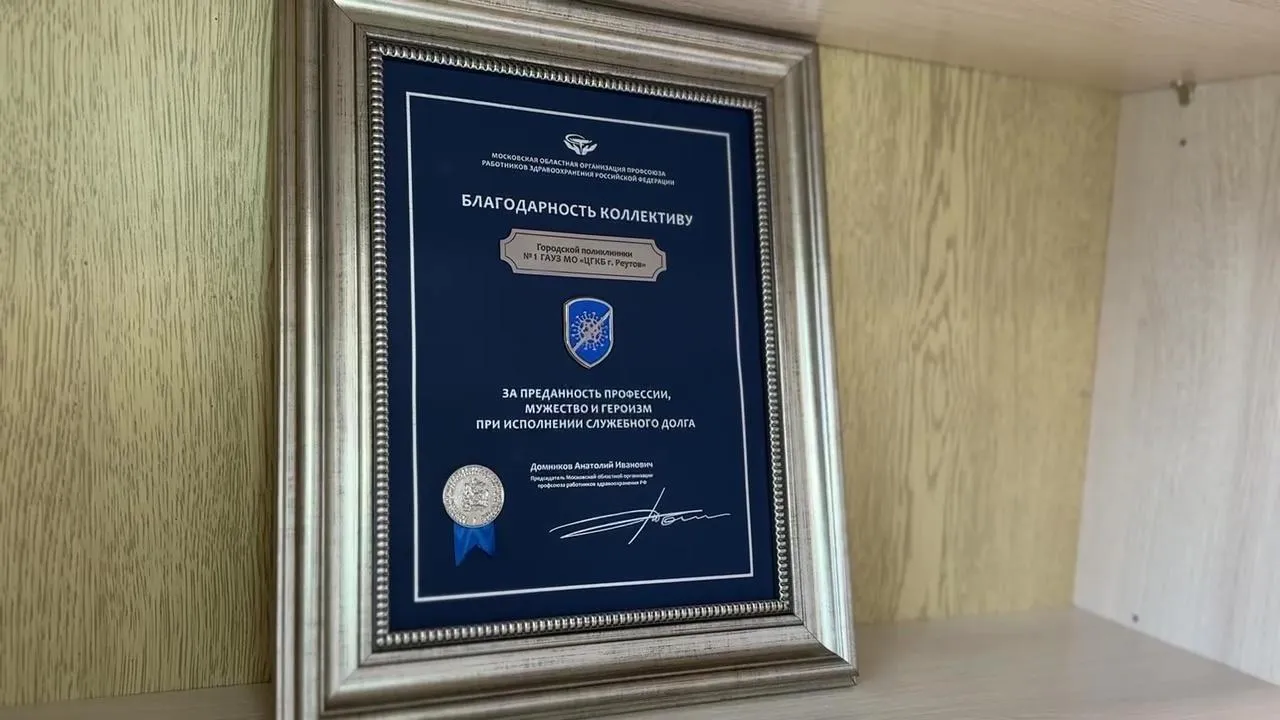 МОСКОВСКАЯ ОБЛАСТНАЯ ОРГАНИЗАЦИЯ ПРОФСОЮЗА
РАБОТНИКОВ ЗДРАВООХРАНЕНИЯ РОССИЙСКОЙ ФЕДЕРАЦИИ
БЛАГОДАРНОСТЬ КОЛЛЕКТИВУ
Городской поликлиники
№1 ГАУЗ МО «ЦГКБ г. Реутов»
ЗА ПРЕДАННОСТЬ ПРОФЕССИИ,
МУЖЕСТВО И ГЕРОИЗМ
ПРИ ИСПОЛНЕНИИ СЛУЖЕБНОГО ДОЛГА
Домников Анатолий Иванович
Председатель Московской областной организации
профсоюза работников здравоохранения РФ